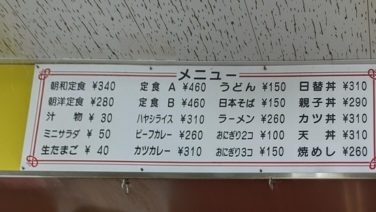 メニュー
朝和定食 ¥340 定食 A ¥460 うどん ¥150 日替丼 ¥310
朝洋定食 ¥280 定食 B ¥460 日本そば ¥150 親子丼 ¥290
汁物 ¥ 30 ハヤシライス ¥310 ラーメン ¥260 カツ丼 ¥310
ミニサラダ ¥ 50 ビーフカレー ¥260 おにぎり2コ ¥100 天丼 ¥310
生たまご ¥ 40 カツカレー ¥310 おにぎり3コ ¥150 焼めし ¥260